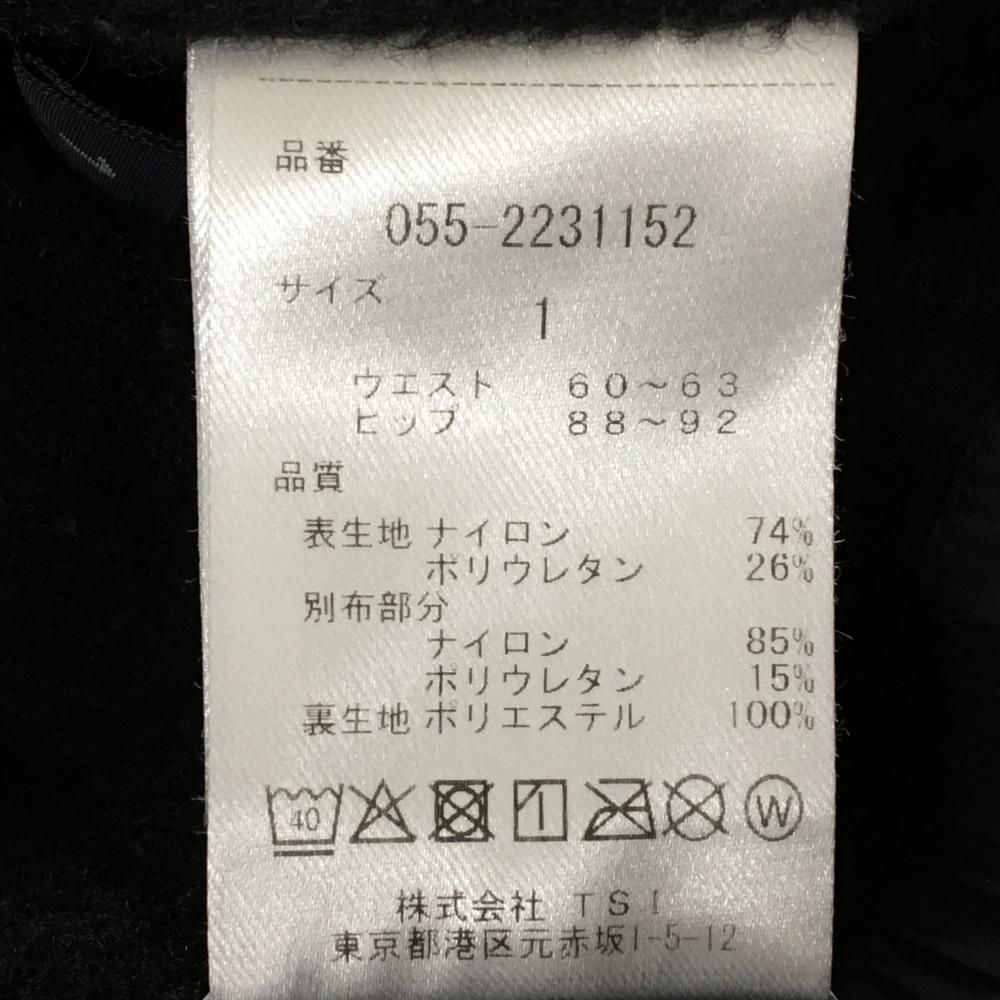 品番
055-2231152
サイズ
1
ウエスト 60～63
ヒップ 88～92
品質
表生地 ナイロン 74%
ポリウレタン 26%
別布部分
ナイロン 85%
ポリウレタン 15%
裏生地 ポリエステル 100%
40 W
株式会社 TSI
東京都港区元赤坂1-5-12